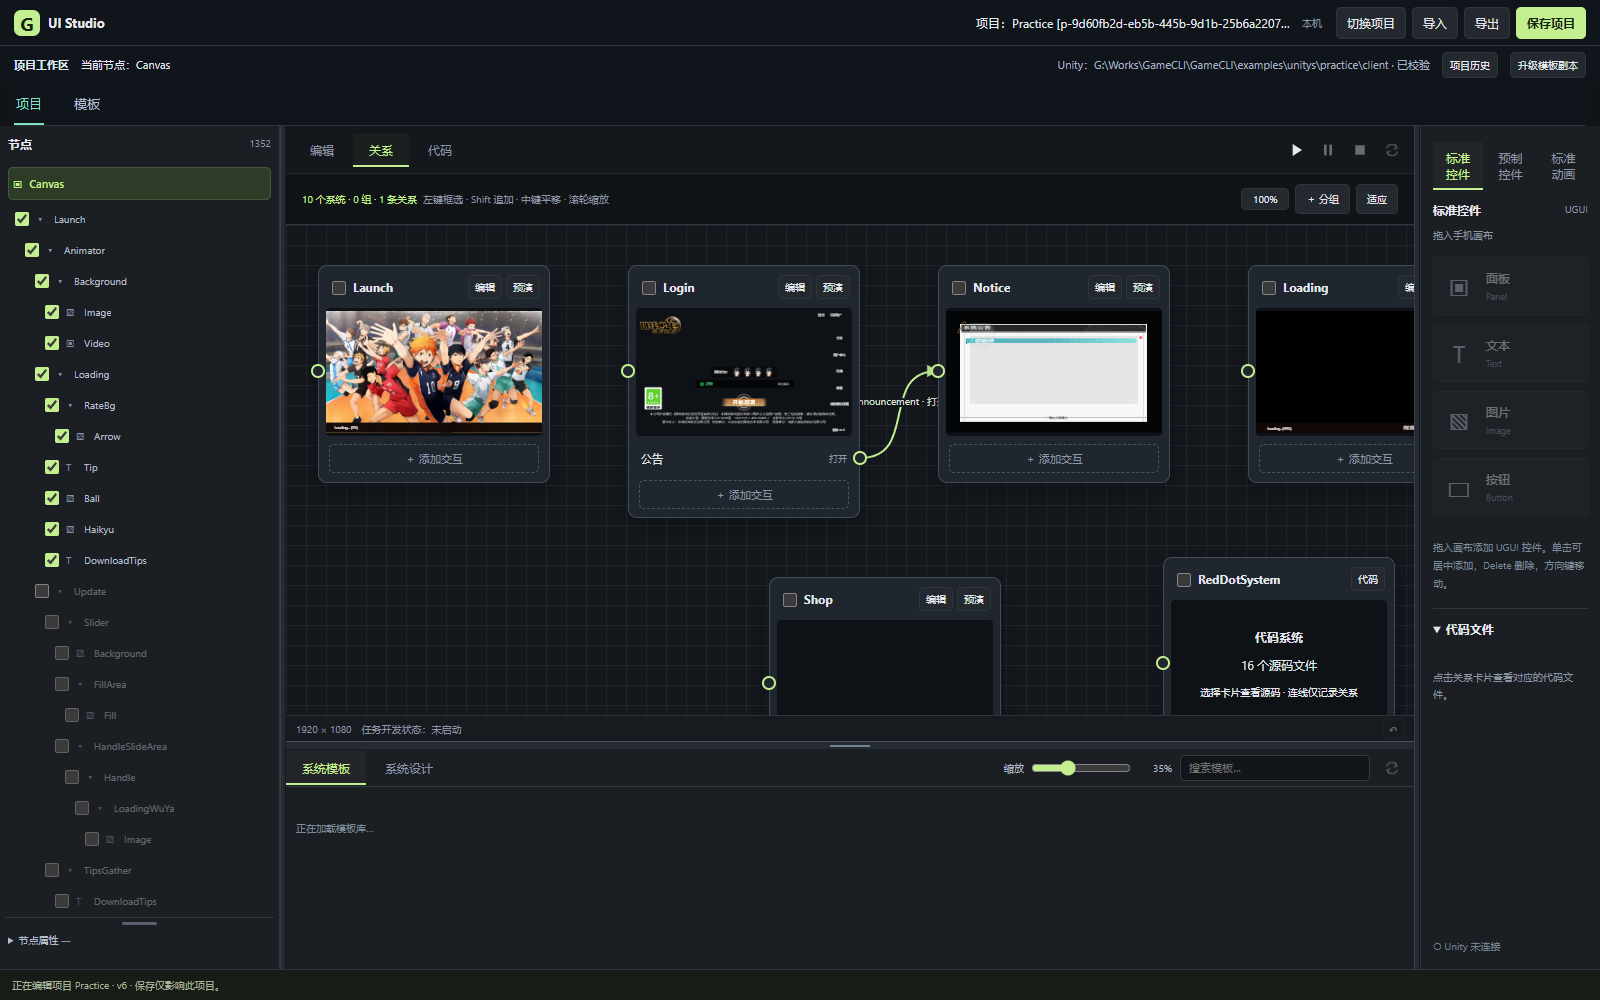 G UI Studio
项目： Practice [p-9d60fb2d-eb5b-445b-9d1b-25b6a2207... 本机 切换项目 导入 导出 保存项目
项目工作区 当前节点：Canvas
Unity: G:\Works\GameCLI\GameCLI\examples\unitys\practice\client · 已校验 项目历史 升级模板副本
项目 模板
节点 1352
Canvas
Launch
Animator
Background
Image
Video
Loading
RateBg
Arrow
Tip
Ball
Haikyu
DownloadTips
Update
Slider
Background
FillArea
Fill
HandleSlideArea
Handle
LoadingWuYa
Image
TipsGather
DownloadTips
节点属性 —
编辑 关系 代码
10 个系统 · 0 组 · 1 条关系 左键框选 · Shift 追加 · 中键平移 · 滚轮缩放
100% + 分组 适应
Launch 编辑 预演
+ 添加交互
Login 编辑 预演
8+
开始游戏
公告 打开
+ 添加交互
nnouncement · 打开
Notice 编辑 预演
+ 添加交互
Loading 编
+ 添加交互
Shop 编辑 预演
RedDotSystem 代码
代码系统
16 个源码文件
选择卡片查看源码 · 连线仅记录关系
1920 × 1080 任务开发状态：未启动
系统模板 系统设计
缩放 35% 搜索模板...
正在加载模板库...
标准控件 预制控件 标准动画
标准控件 UGUI
拖入手机画布
面板
Panel
文本
Text
图片
Image
按钮
Button
拖入画布添加 UGUI 控件。单击可
居中添加，Delete 删除，方向键移
动。
代码文件
点击关系卡片查看对应的代码文
件。
Unity 未连接
正在编辑项目 Practice · v6 · 保存仅影响此项目。